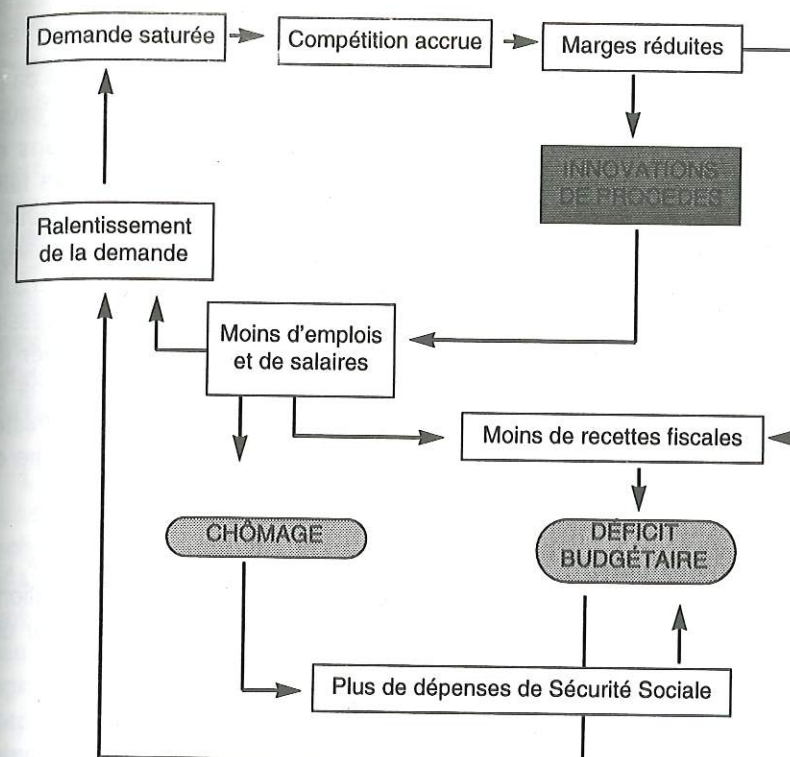 Demande saturée
Compétition accrue
Marges réduites
INNOVATIONS
DE PROCEDES
Ralentissement
de la demande
Moins d'emplois
et de salaires
Moins de recettes fiscales
CHÔMAGE
DÉFICIT
BUDGÉTAIRE
Plus de dépenses de Sécurité Sociale